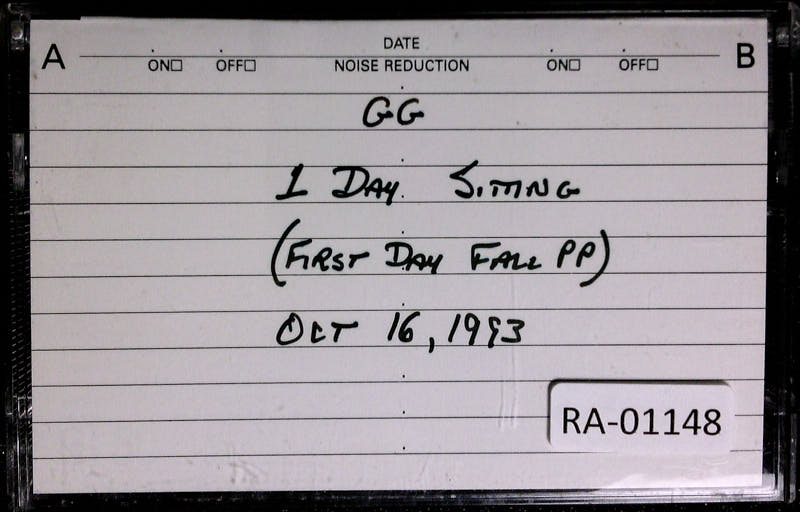 A DATE B
ON☐ OFF☐ NOISE REDUCTION ON☐ OFF☐
GG
1 DAY SITTING
(FIRST DAY FALL PP)
OCT 16, 1993
RA-01148